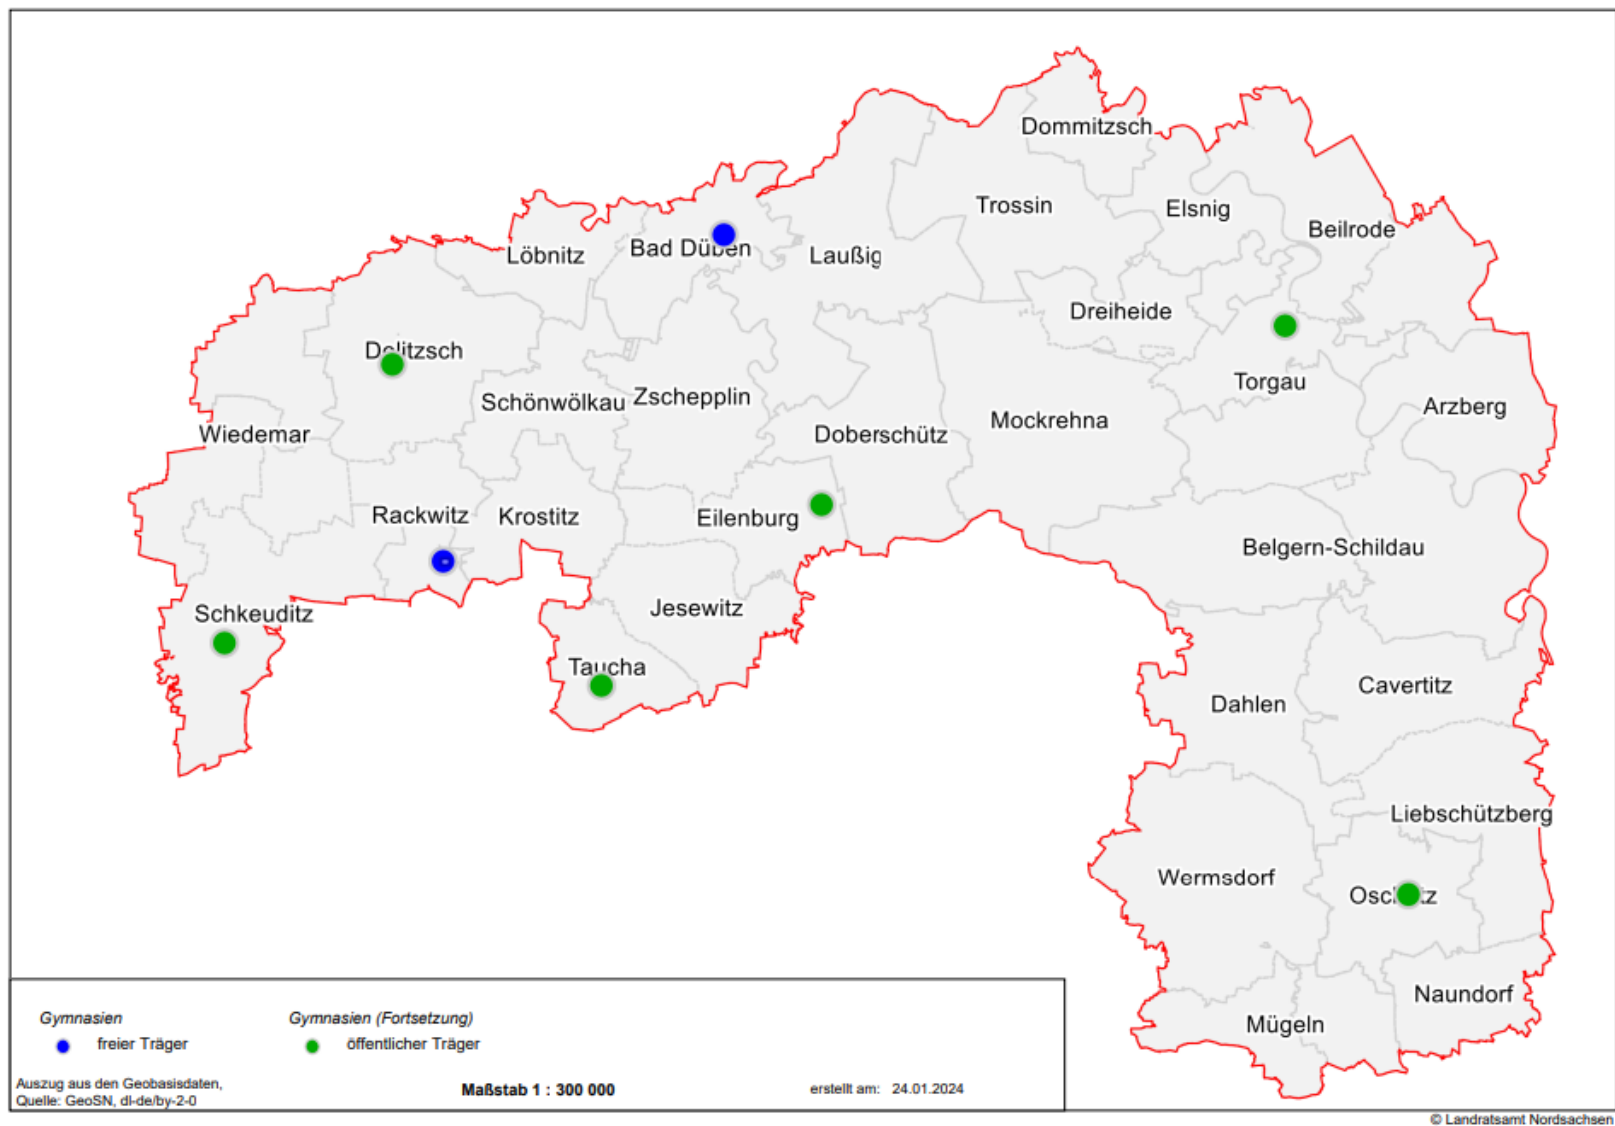 Dommitzsch
Trossin
Elsnig
Beilrode
Löbnitz
Bad Düben
Laußig
Dreiheide
Delitzsch
Torgau
Schönwölkau
Zschepplin
Arzberg
Mockrehna
Wiedemar
Doberschütz
Rackwitz
Krostitz
Eilenburg
Belgern-Schildau
Schkeuditz
Jesewitz
Taucha
Cavertitz
Dahlen
Liebschützberg
Wermsdorf
Oschatz
Naundorf
Mügeln
Gymnasien
Gymnasien (Fortsetzung)
freier Träger
öffentlicher Träger
Auszug aus den Geobasisdaten,
Quelle: GeoSN, dl-de/by-2-0
Maßstab 1 : 300 000
erstellt am: 24.01.2024
© Landratsamt Nordsachsen